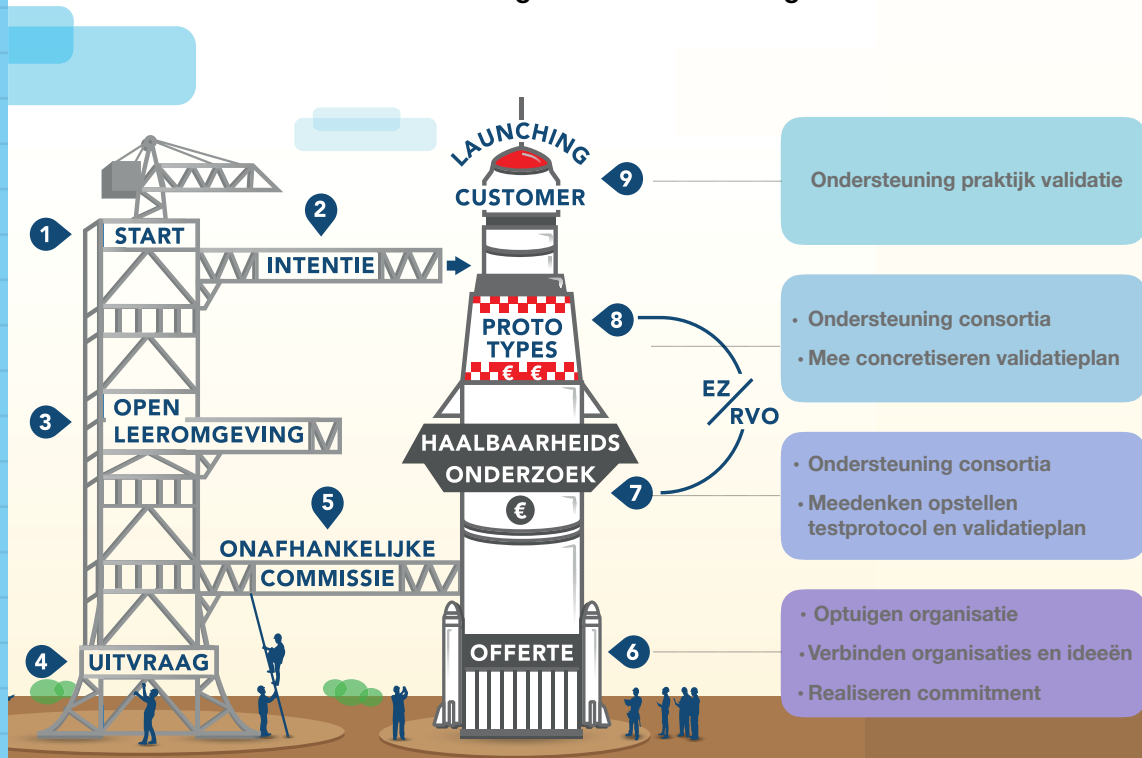 LAUNCHING
CUSTOMER
9
Ondersteuning praktijk validatie
1
START
2
INTENTIE
PROTO
TYPES
€ €
8
• Ondersteuning consortia
• Mee concretiseren validatieplan
EZ
RVO
3
OPEN
LEEROMGEVING
HAALBAARHEIDS
ONDERZOEK
€
7
• Ondersteuning consortia
• Meedenken opstellen
testprotocol en validatieplan
5
ONAFHANKELIJKE
COMMISSIE
4
UITVRAAG
OFFERTE
6
• Optuigen organisatie
• Verbinden organisaties en ideeën
• Realiseren commitment